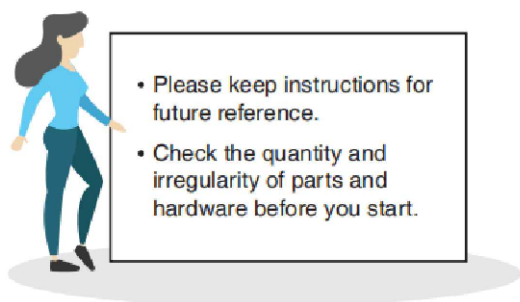 • Please keep instructions for
future reference.
• Check the quantity and
irregularity of parts and
hardware before you start.